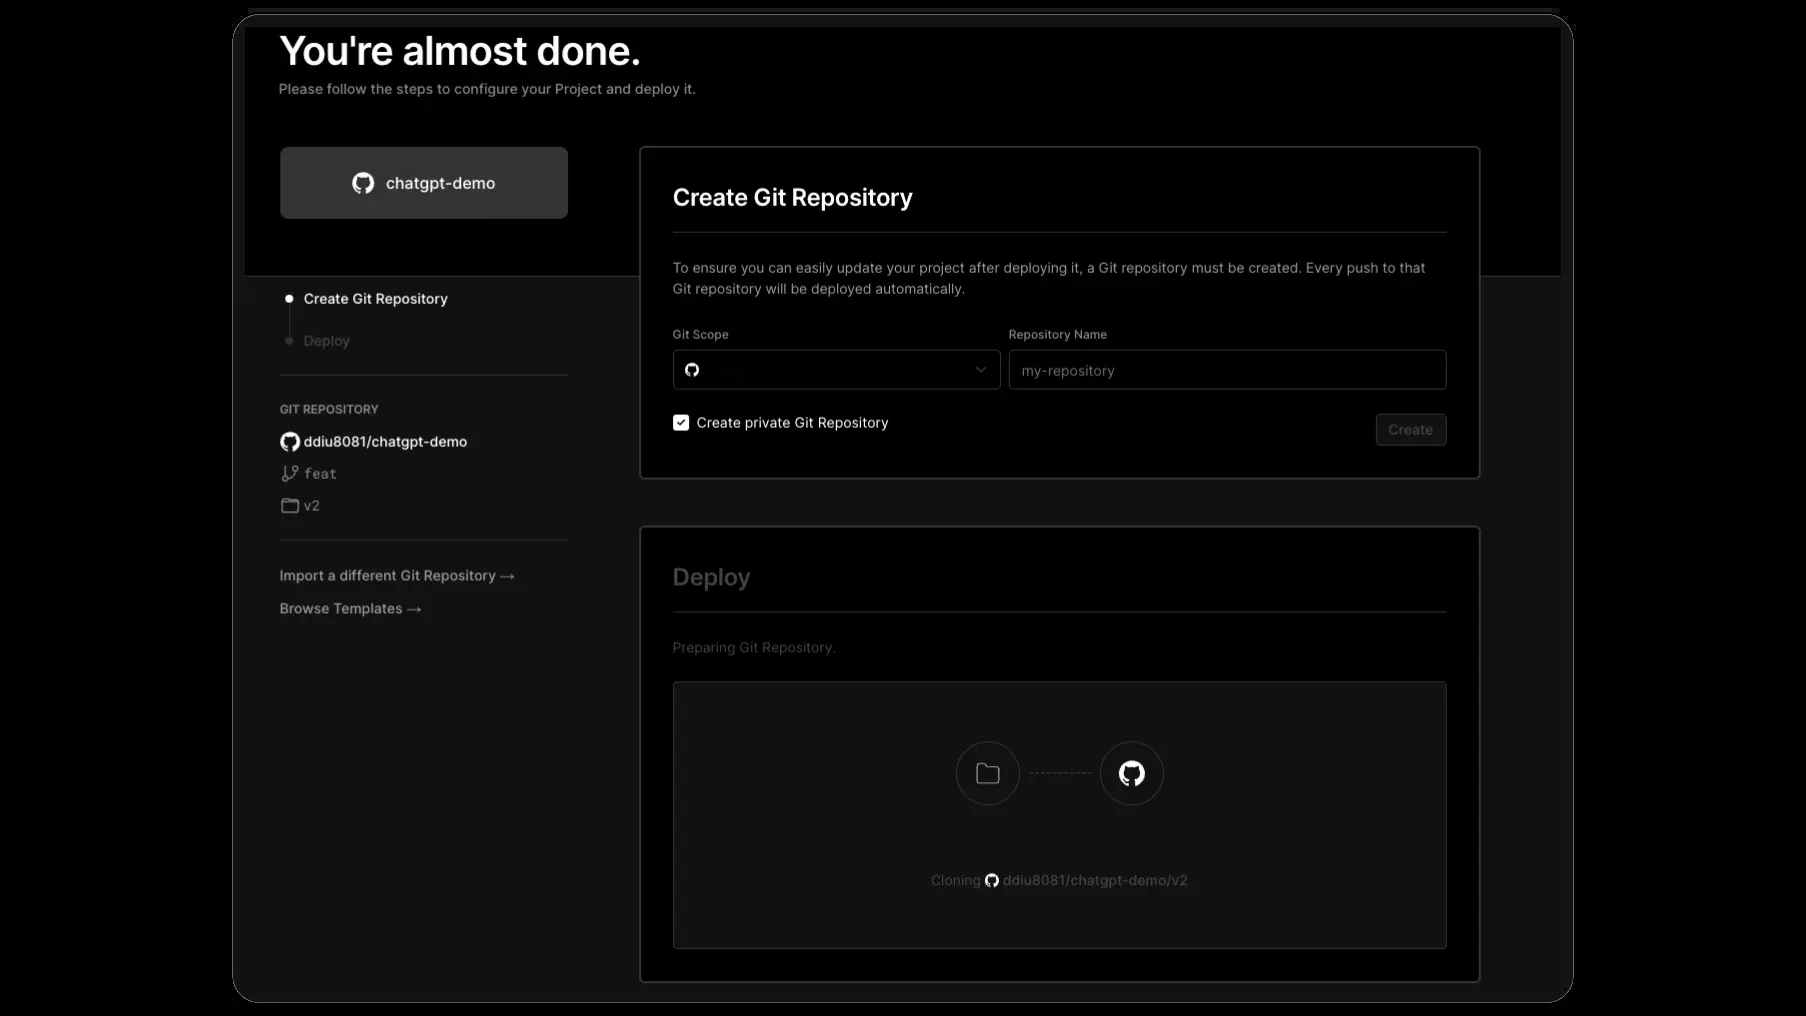 You're almost done.
Please follow the steps to configure your Project and deploy it.
chatgpt-demo
Create Git Repository
Deploy
GIT REPOSITORY
ddiu8081/chatgpt-demo
feat
v2
Import a different Git Repository →
Browse Templates →
Create Git Repository
To ensure you can easily update your project after deploying it, a Git repository must be created. Every push to that
Git repository will be deployed automatically.
Git Scope
Repository Name
my-repository
Create private Git Repository
Create
Deploy
Preparing Git Repository.
Cloning ddiu8081/chatgpt-demo/v2